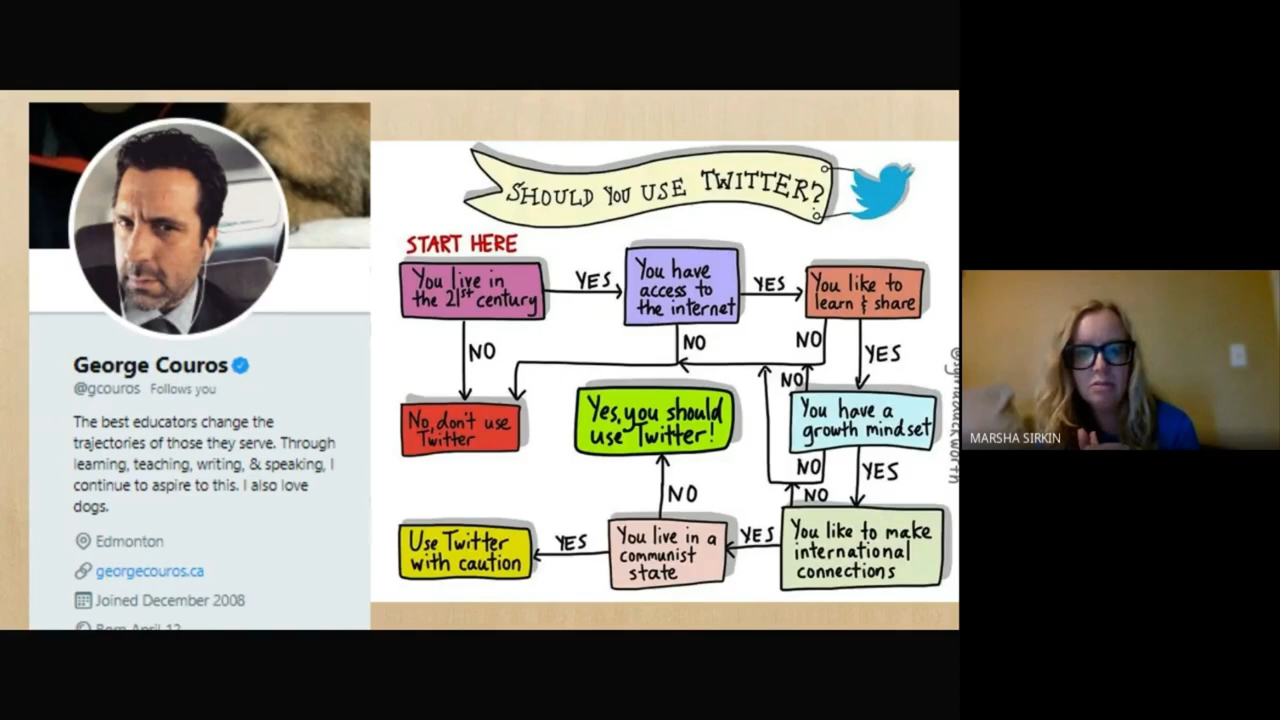 George Couros
@gcouros Follows you
The best educators change the
trajectories of those they serve. Through
learning, teaching, writing, & speaking, I
continue to aspire to this. I also love
dogs.
Edmonton
georgecouros.ca
Joined December 2008
Born April 12
SHOULD YOU USE TWITTER?
START HERE
You live in
the 21st century
YES
You have
access to
the internet
YES
You like to
learn & share
NO
NO
NO
YES
No, don't use
Twitter
Yes, you should
use Twitter!
NO
You have a
growth mindset
NO
YES
NO
NO
Use Twitter
with caution
YES
You live in a
communist
state
YES
You like to make
international
connections
MARSHA SIRKIN